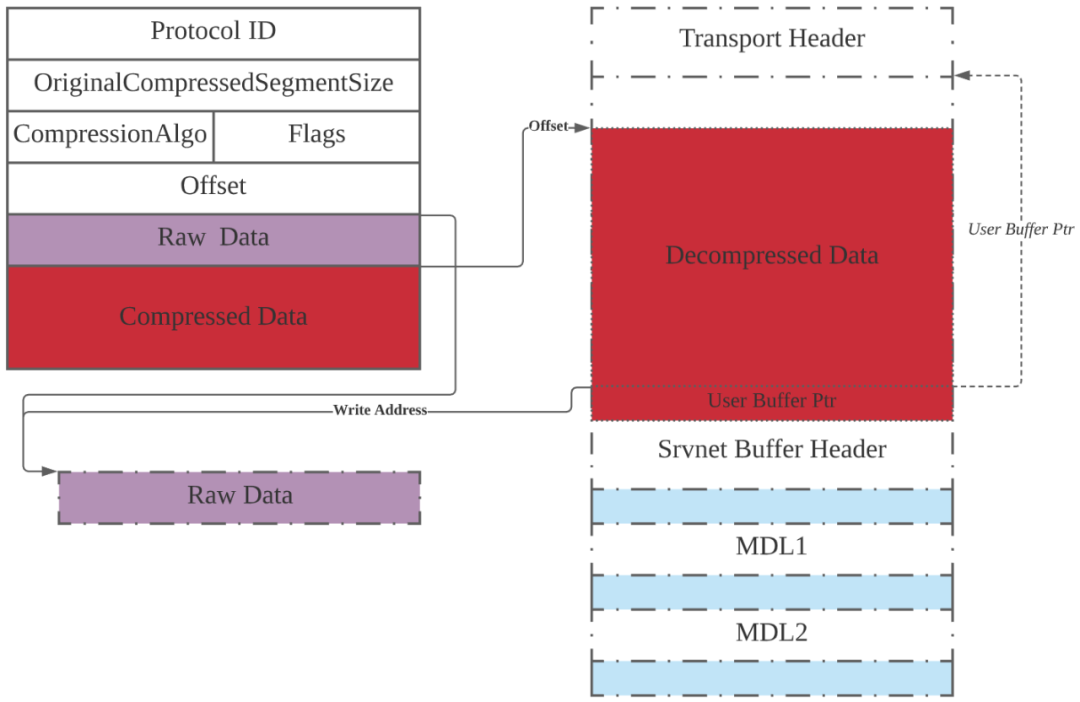 Protocol ID
OriginalCompressedSegmentSize
CompressionAlgo
Flags
Offset
Raw Data
Compressed Data
Write Address
Raw Data
Offset
Transport Header
Decompressed Data
User Buffer Ptr
User Buffer Ptr
Srvnet Buffer Header
MDL1
MDL2